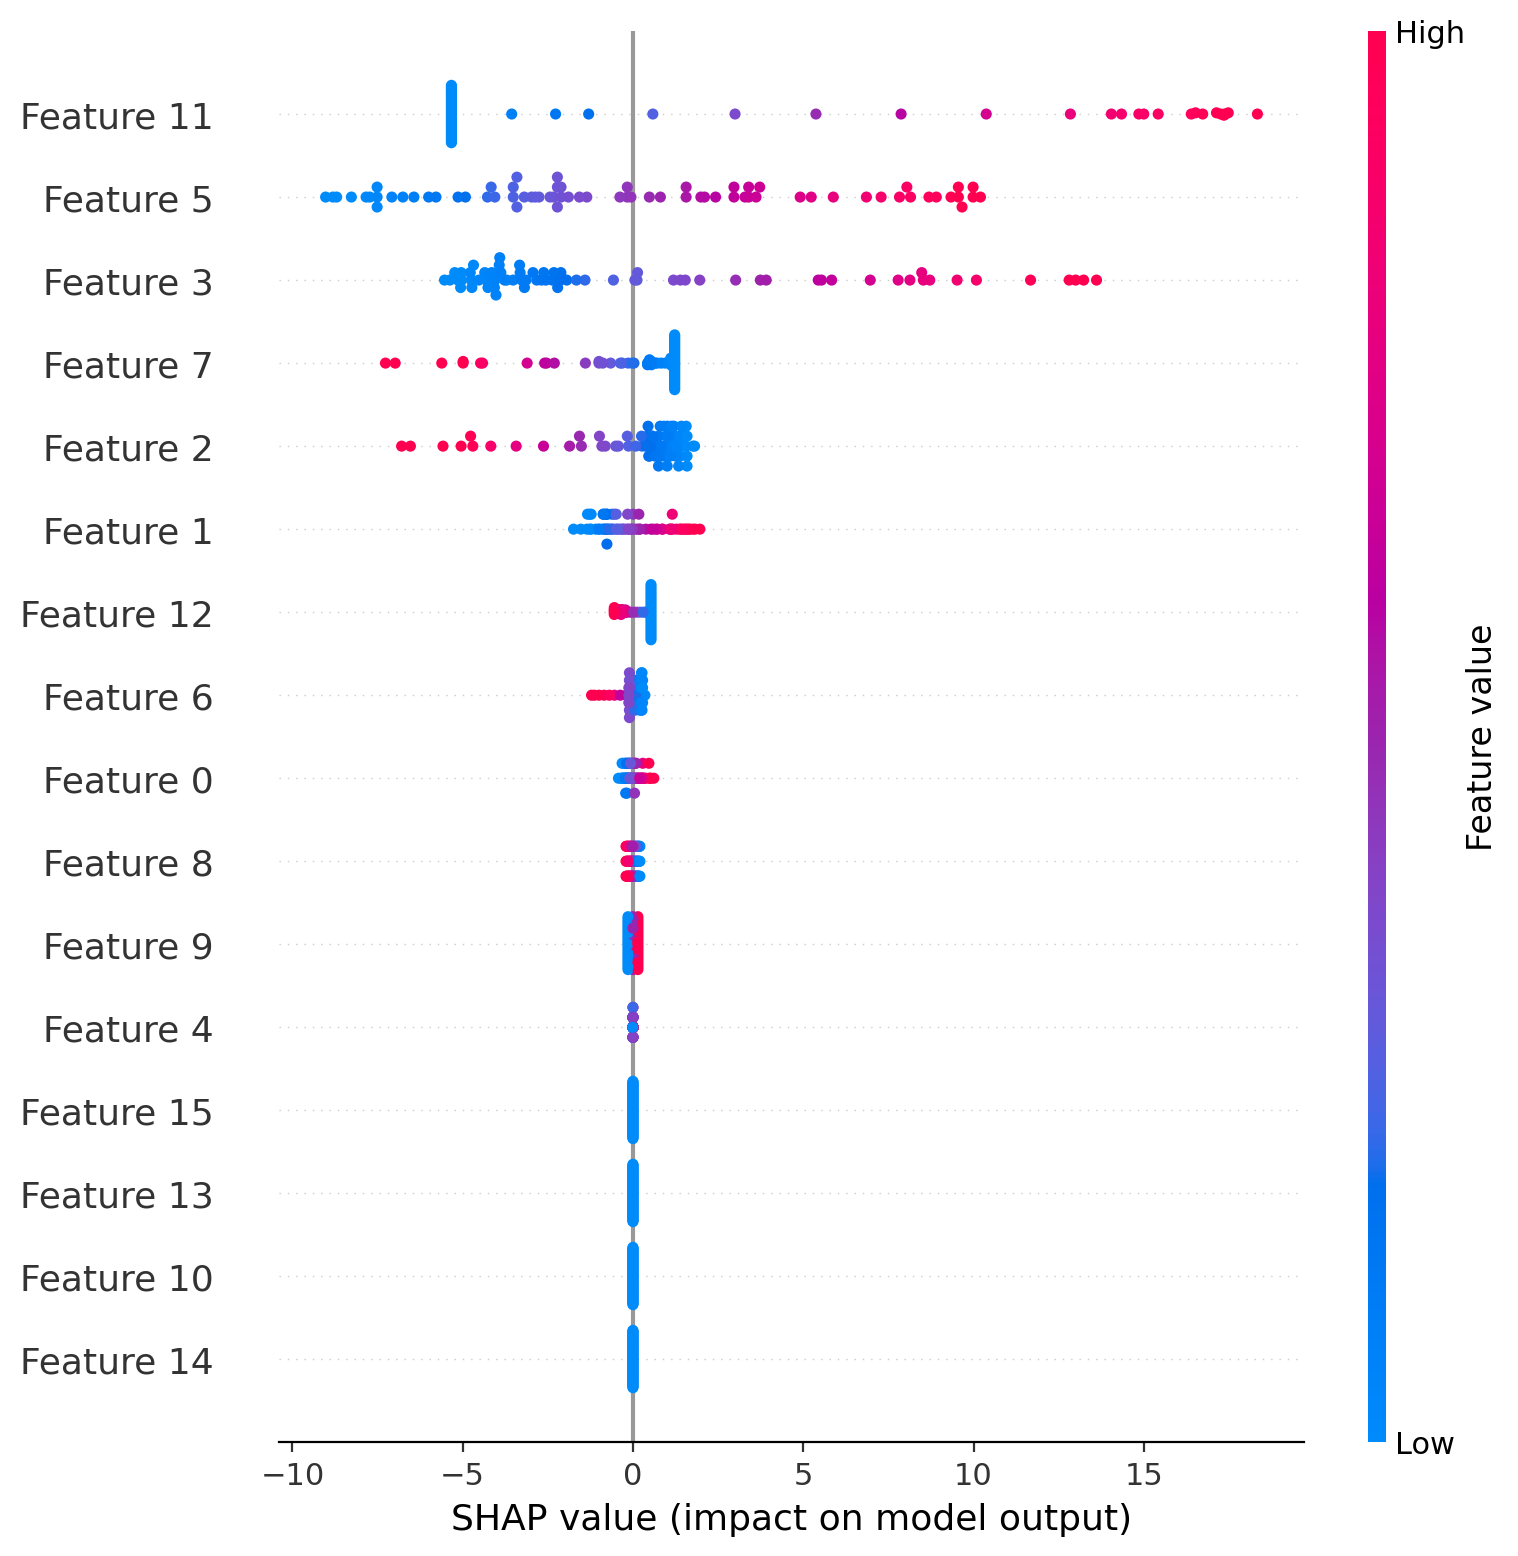 High
Feature 11
Feature 5
Feature 3
Feature 7
Feature 2
Feature 1
Feature 12
Feature 6
Feature 0
Feature 8
Feature 9
Feature 4
Feature 15
Feature 13
Feature 10
Feature 14
Feature value
Low
−10 −5 0 5 10 15
SHAP value (impact on model output)